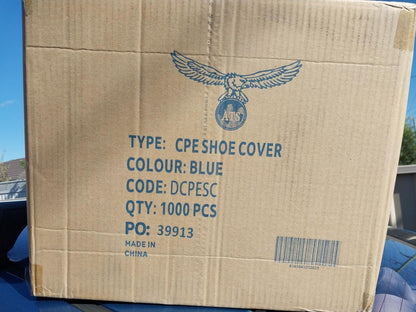 ATS
TYPE: CPE SHOE COVER
COLOUR: BLUE
CODE: DCPESC
QTY: 1000 PCS
PO: 39913
MADE IN
CHINA